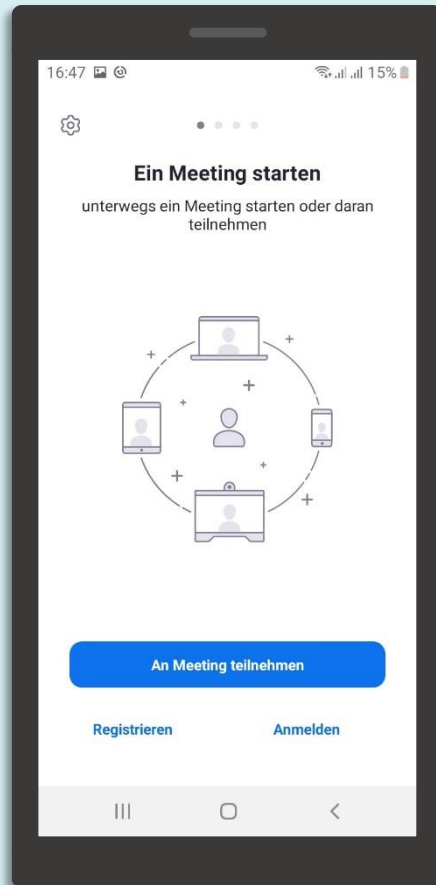 16:47 15%
Ein Meeting starten
unterwegs ein Meeting starten oder daran
teilnehmen
An Meeting teilnehmen
Registrieren Anmelden